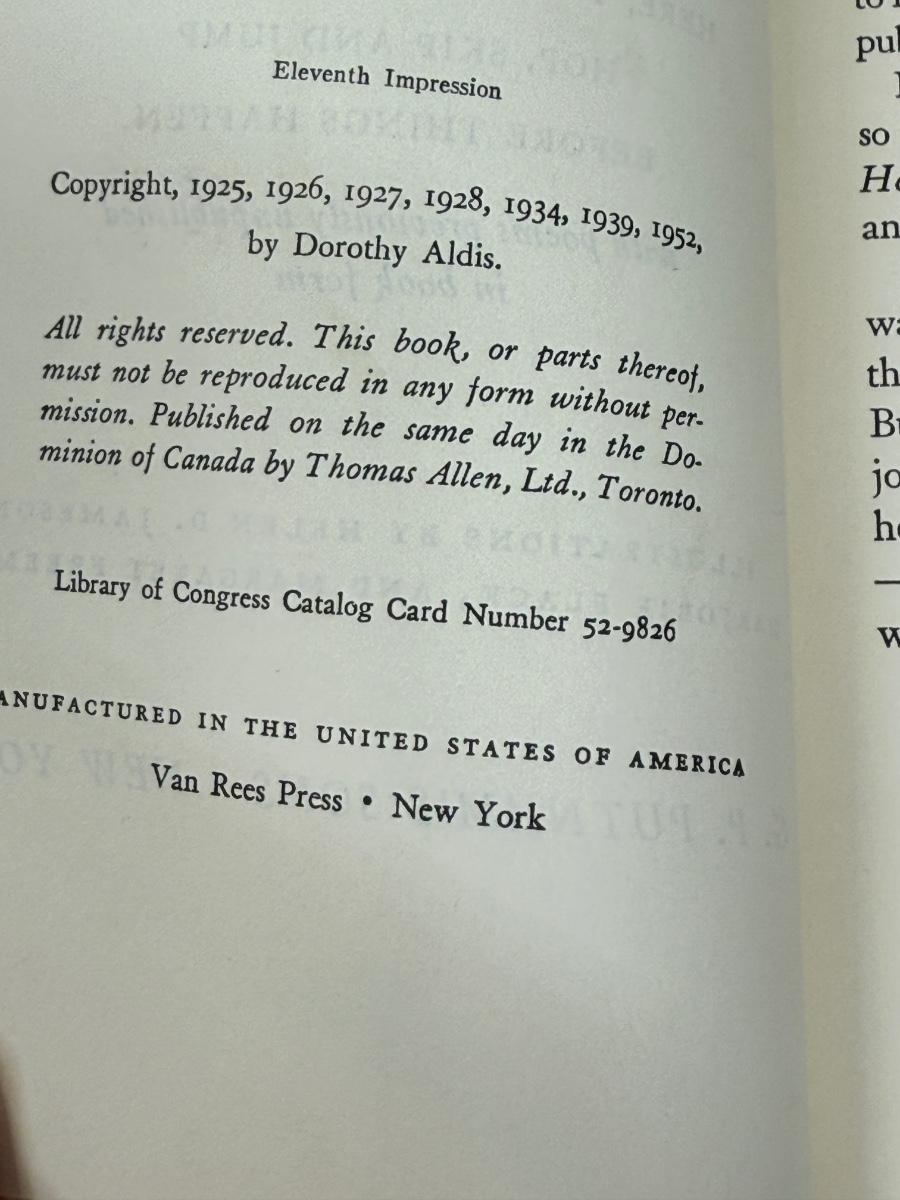 Eleventh Impression
Copyright, 1925, 1926, 1927, 1928, 1934, 1939, 1952,
by Dorothy Aldis.
All rights reserved. This book, or parts thereof,
must not be reproduced in any form without per-
mission. Published on the same day in the Do-
minion of Canada by Thomas Allen, Ltd., Toronto.
Library of Congress Catalog Card Number 52-9826
ANUFACTURED IN THE UNITED STATES OF AMERICA
Van Rees Press • New York
so